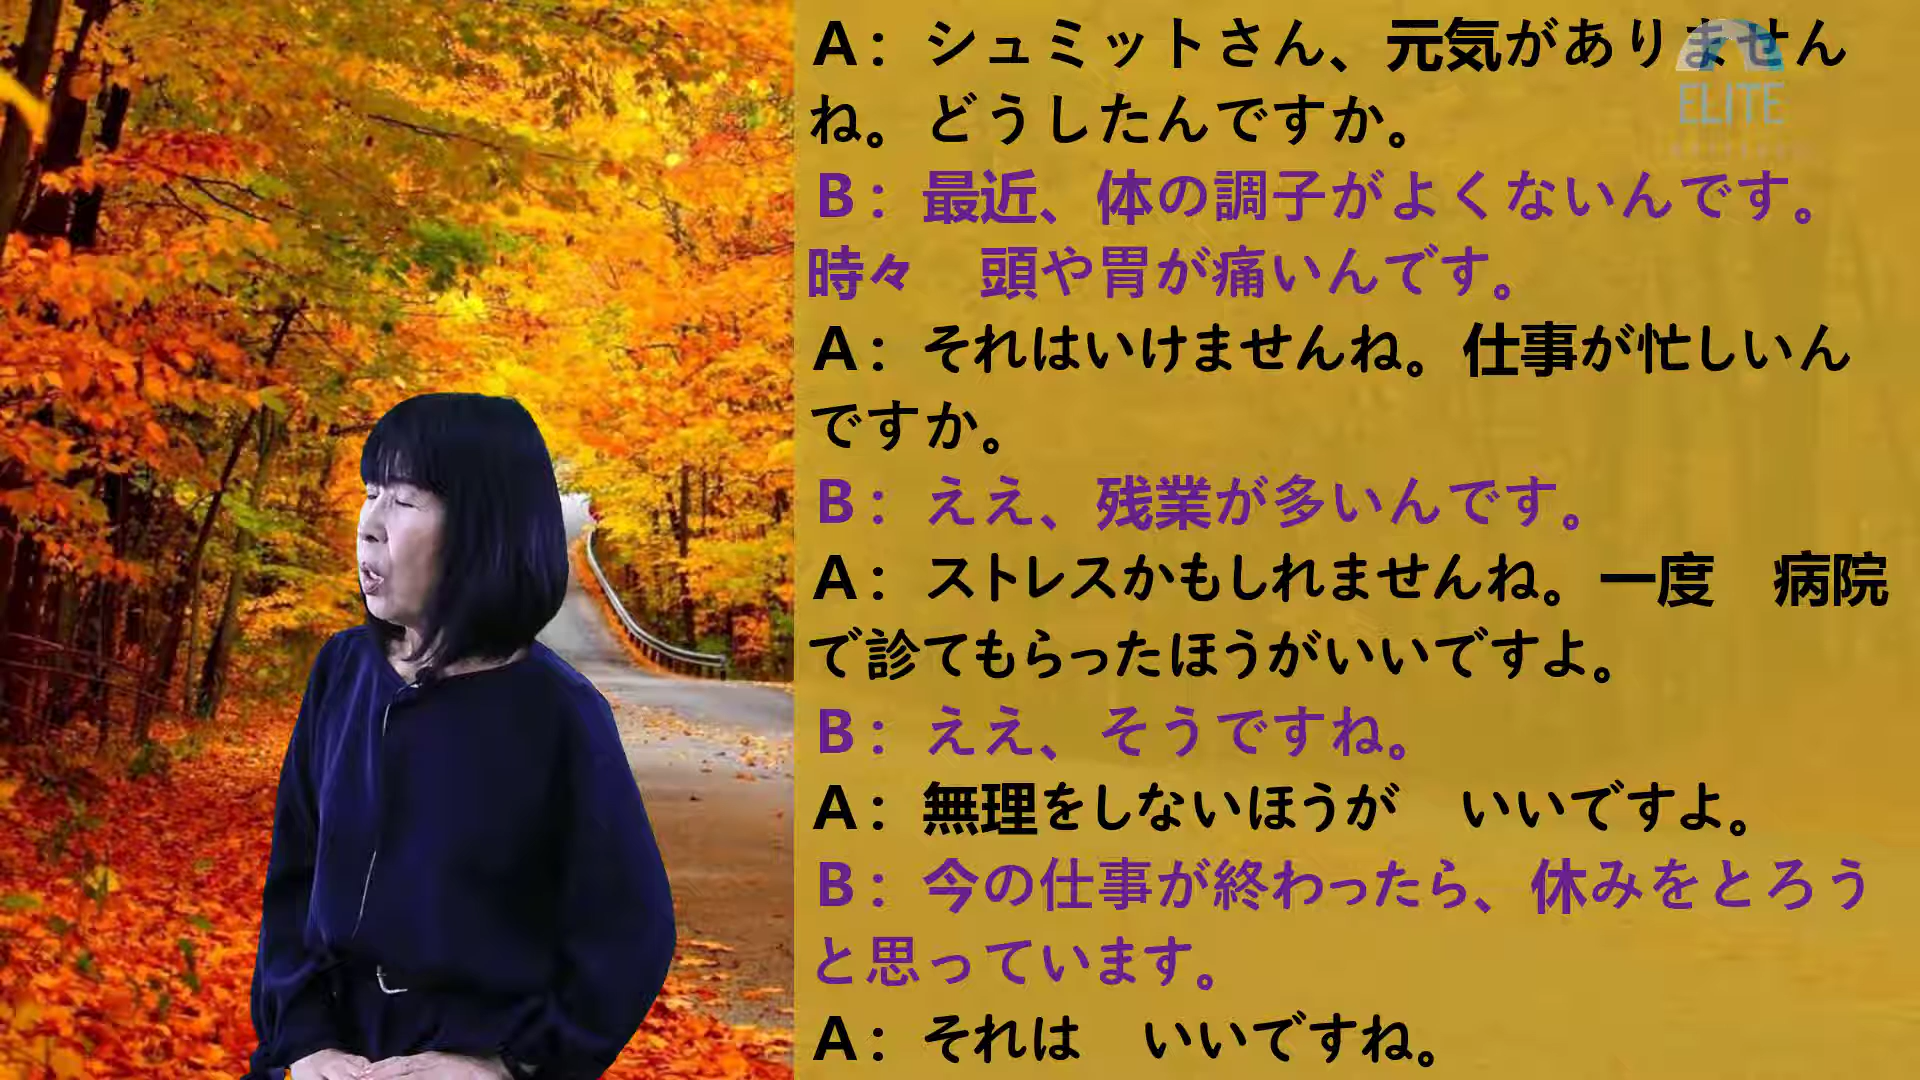 A：シュミットさん、元気がありません
ね。どうしたんですか。
B：最近、体の調子がよくないんです。
時々　頭や胃が痛いんです。
A：それはいけませんね。仕事が忙しいん
ですか。
B：ええ、残業が多いんです。
A：ストレスかもしれませんね。一度　病院
で診てもらったほうがいいですよ。
B：ええ、そうですね。
A：無理をしないほうが　いいですよ。
B：今の仕事が終わったら、休みをとろう
と思っています。
A：それは　いいですね。
ELITE